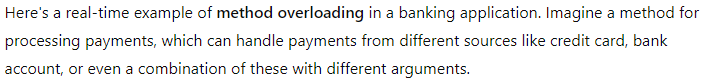 Here's a real-time example of method overloading in a banking application. Imagine a method for
processing payments, which can handle payments from different sources like credit card, bank
account, or even a combination of these with different arguments.